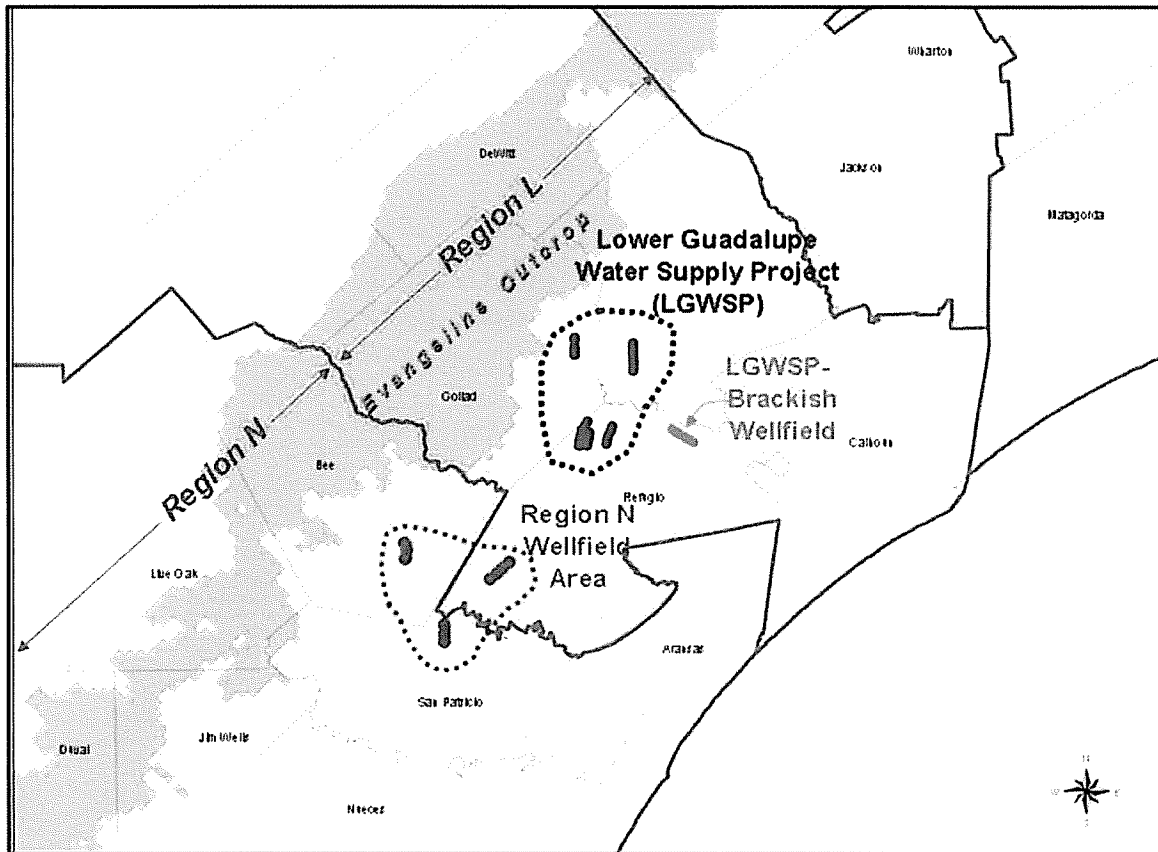 Wharton
Jackson
Matagorda
DeWitt
Region L
Evangeline Outcrop
Lower Guadalupe
Water Supply Project
(LGWSP)
LGWSP-
Brackish
Wellfield
Goliad
Calhoun
Region N
Bee
Refugio
Region N
Wellfield
Area
Live Oak
Aransas
San Patricio
Duval
Jim Wells
Nueces
N
W
E
S